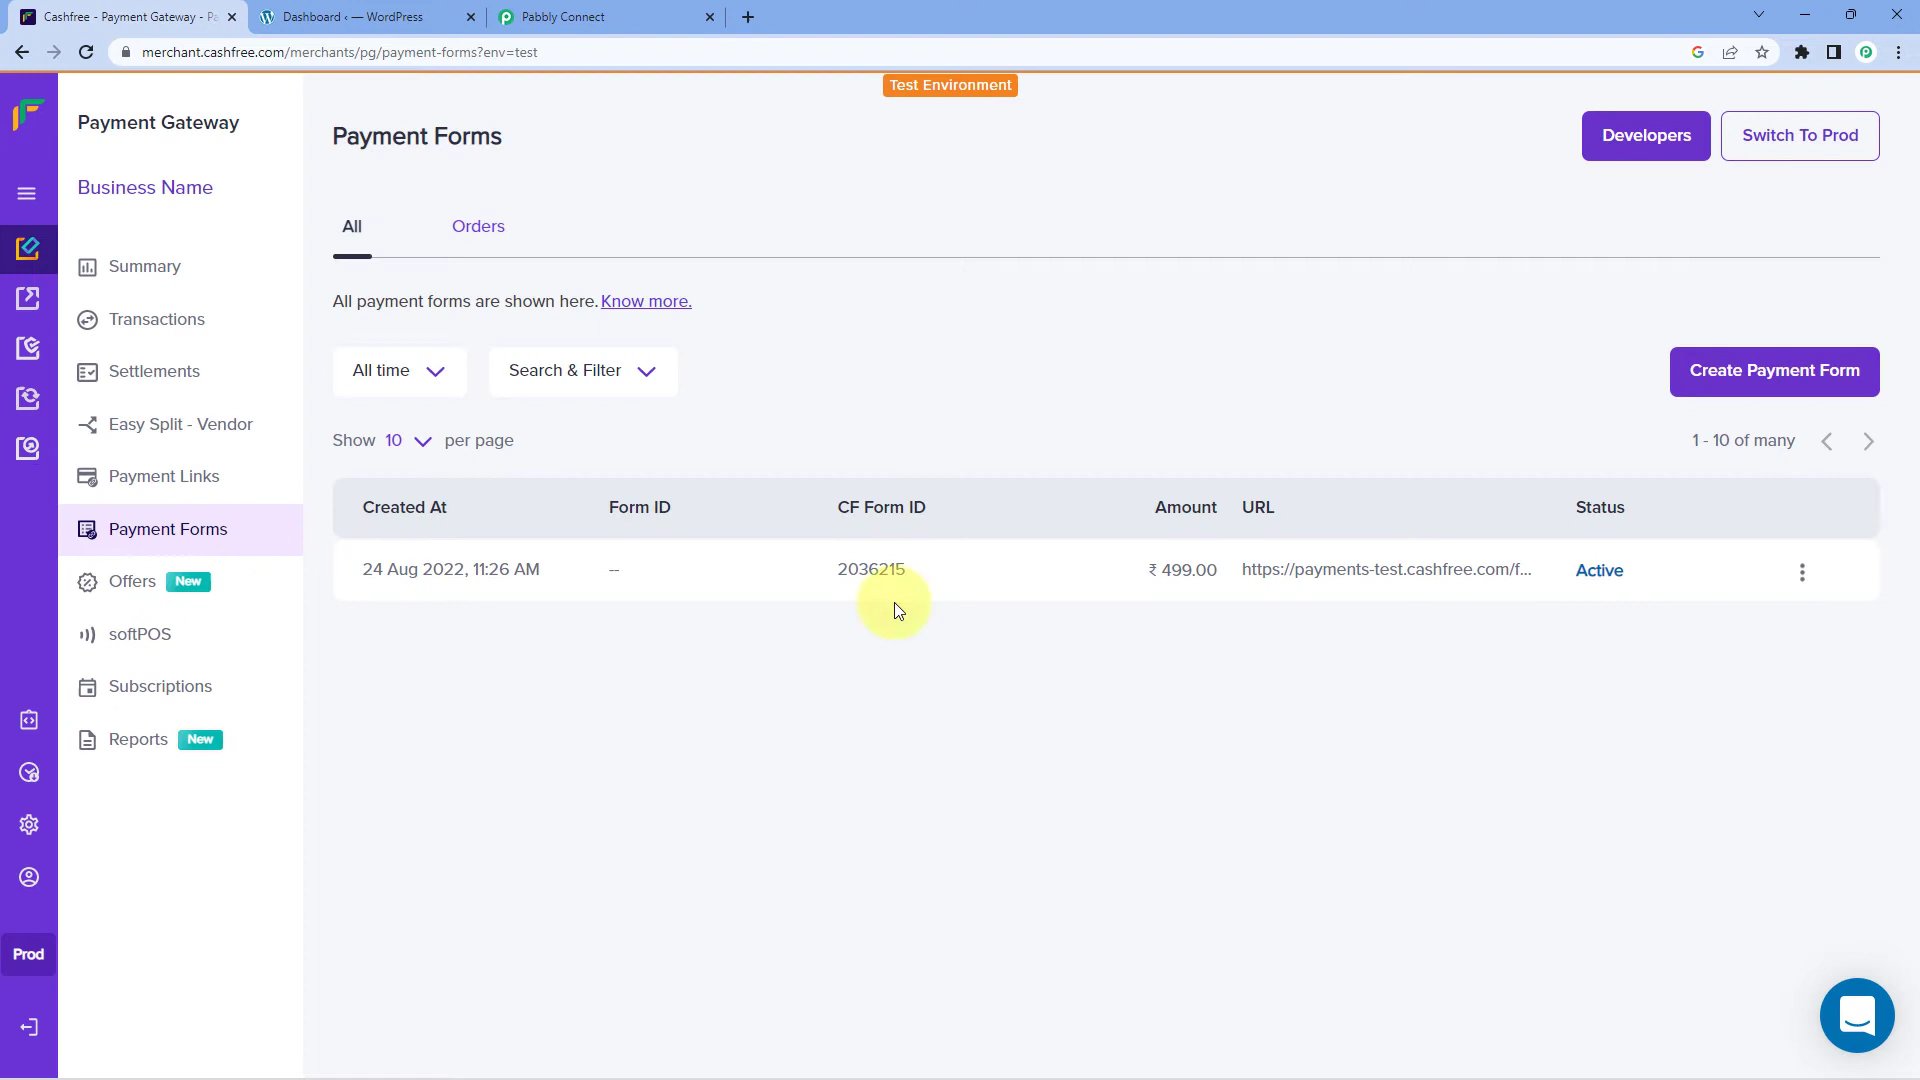 Cashfree - Payment Gateway - Pa
Dashboard ‹ — WordPress
Pabbly Connect
merchant.cashfree.com/merchants/pg/payment-forms?env=test
Test Environment
Payment Gateway
Business Name
Summary
Transactions
Settlements
Easy Split - Vendor
Payment Links
Payment Forms
Offers New
softPOS
Subscriptions
Reports New
Prod
Payment Forms
Developers
Switch To Prod
All
Orders
All payment forms are shown here. Know more.
All time
Search & Filter
Create Payment Form
Show 10 per page
1 - 10 of many
Created At Form ID CF Form ID Amount URL Status
24 Aug 2022, 11:26 AM -- 2036215 ₹ 499.00 https://payments-test.cashfree.com/f... Active